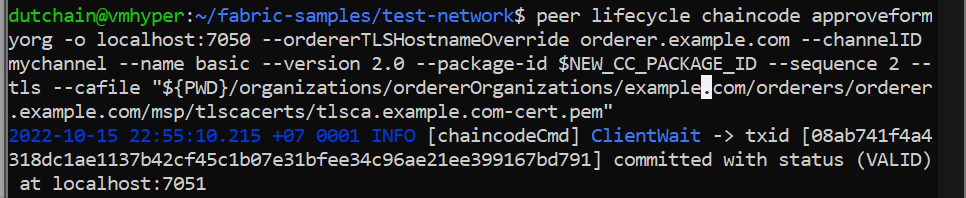 dutchain@vmhyper:~/fabric-samples/test-network$ peer lifecycle chaincode approveform
yorg -o localhost:7050 --ordererTLSHostnameOverride orderer.example.com --channelID
mychannel --name basic --version 2.0 --package-id $NEW_CC_PACKAGE_ID --sequence 2 --
tls --cafile "${PWD}/organizations/ordererOrganizations/example.com/orderers/orderer
.example.com/msp/tlscacerts/tlsca.example.com-cert.pem"
2022-10-15 22:55:10.215 +07 0001 INFO [chaincodeCmd] ClientWait -> txid [08ab741f4a4
318dc1ae1137b42cf45c1b07e31bfee34c96ae21ee399167bd791] committed with status (VALID)
at localhost:7051